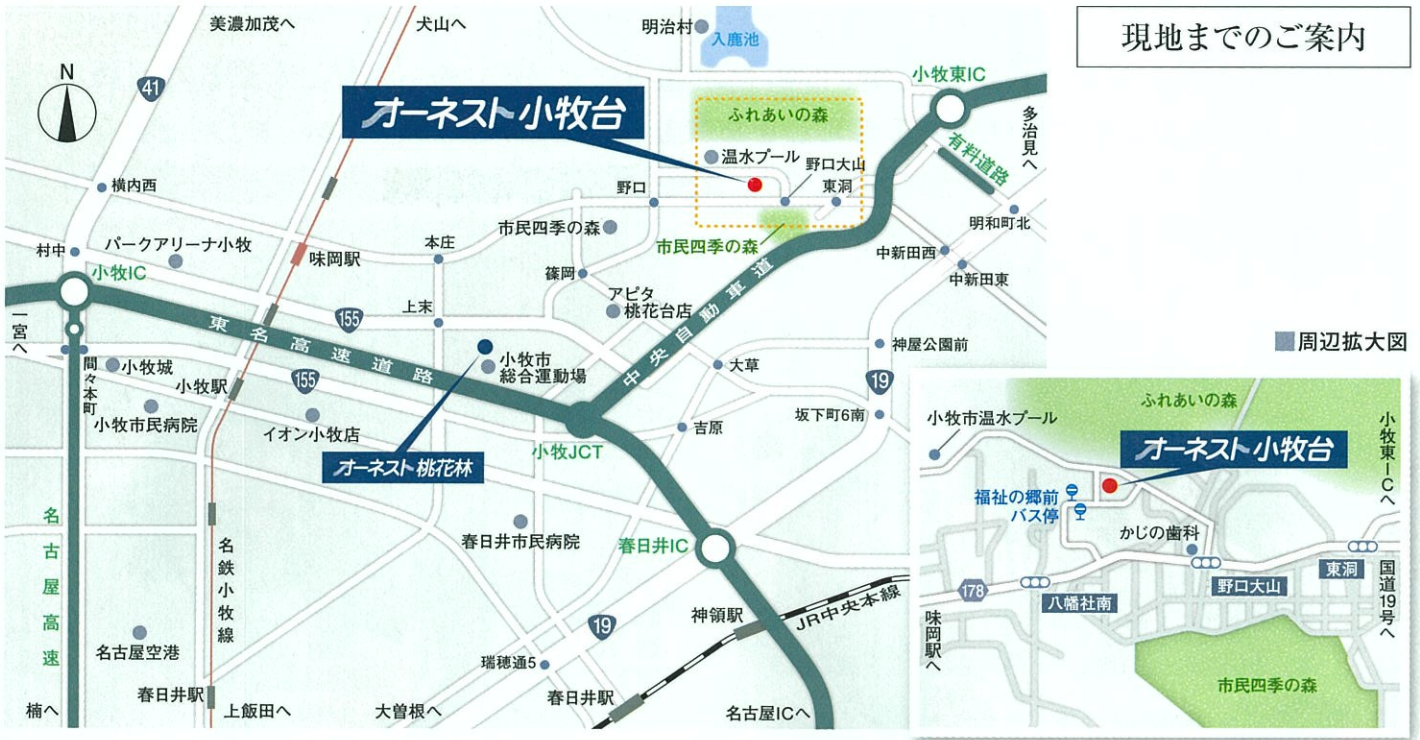 現地までのご案内
美濃加茂へ
犬山へ
明治村
入鹿池
N
41
小牧東IC
オーネスト小牧台
ふれあいの森
多治見へ
温水プール
野口大山
有料道路
横内西
野口
東洞
明和町北
市民四季の森
村中
パークアリーナ小牧
本庄
市民四季の森
味岡駅
中新田西
小牧IC
篠岡
中新田東
アピタ
桃花台店
上末
155
一宮へ
東名高速道路
中央自動車道
神屋公園前
周辺拡大図
小牧城
間々本町
小牧駅
155
小牧市
総合運動場
大草
19
小牧市民病院
イオン小牧店
坂下町6南
吉原
小牧JCT
オーネスト桃花林
名古屋高速
名鉄小牧線
春日井市民病院
春日井IC
神領駅
JR中央本線
19
名古屋空港
瑞穂通5
春日井駅
春日井駅
楠へ
上飯田へ
大曽根へ
名古屋ICへ
ふれあいの森
小牧市温水プール
小牧東ICへ
オーネスト小牧台
福祉の郷前
バス停
かじの歯科
東洞
野口大山
178
八幡社南
国道19号へ
味岡駅へ
市民四季の森